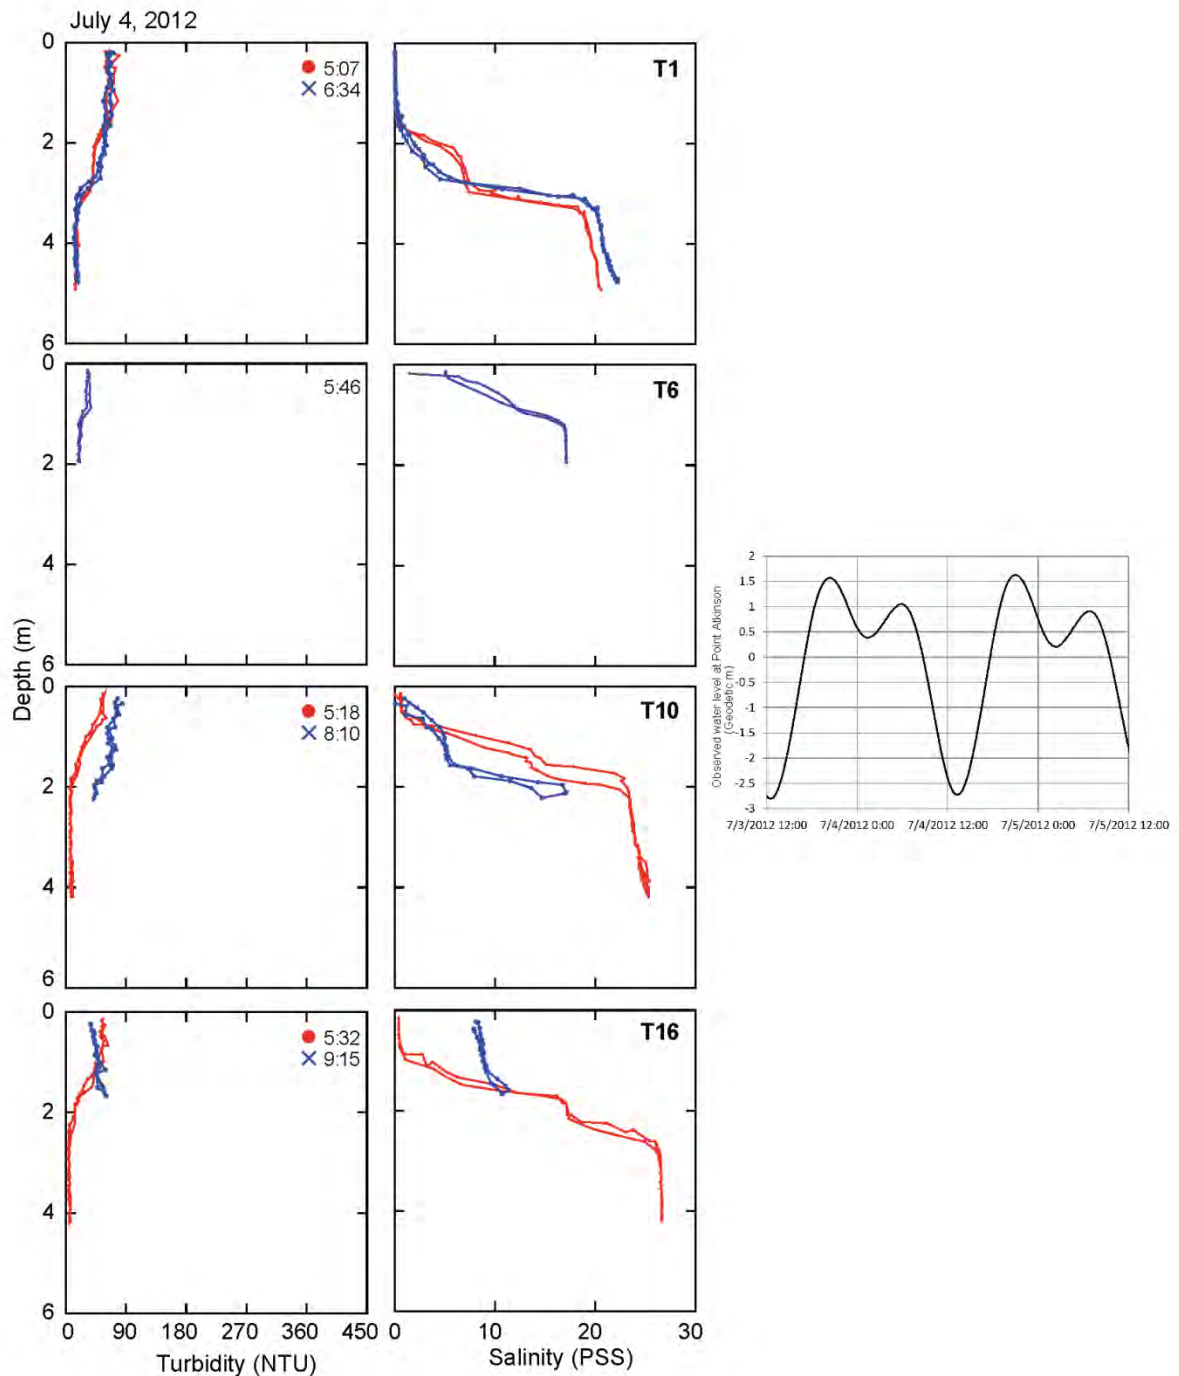 July 4, 2012
0
5:07
T1
6:34
2
4
6
0
5:46
T6
2
4
6
0
5:18
T10
8:10
2
4
6
0
5:32
T16
9:15
2
4
6
0 90 180 270 360 450
0 10 20 30
Turbidity (NTU)
Salinity (PSS)
Depth (m)
Observed water level at Point Atkinson
(Geodetic m)
2
1.5
1
0.5
0
-0.5
-1
-1.5
-2
-2.5
-3
7/3/2012 12:00 7/4/2012 0:00 7/4/2012 12:00 7/5/2012 0:00 7/5/2012 12:00